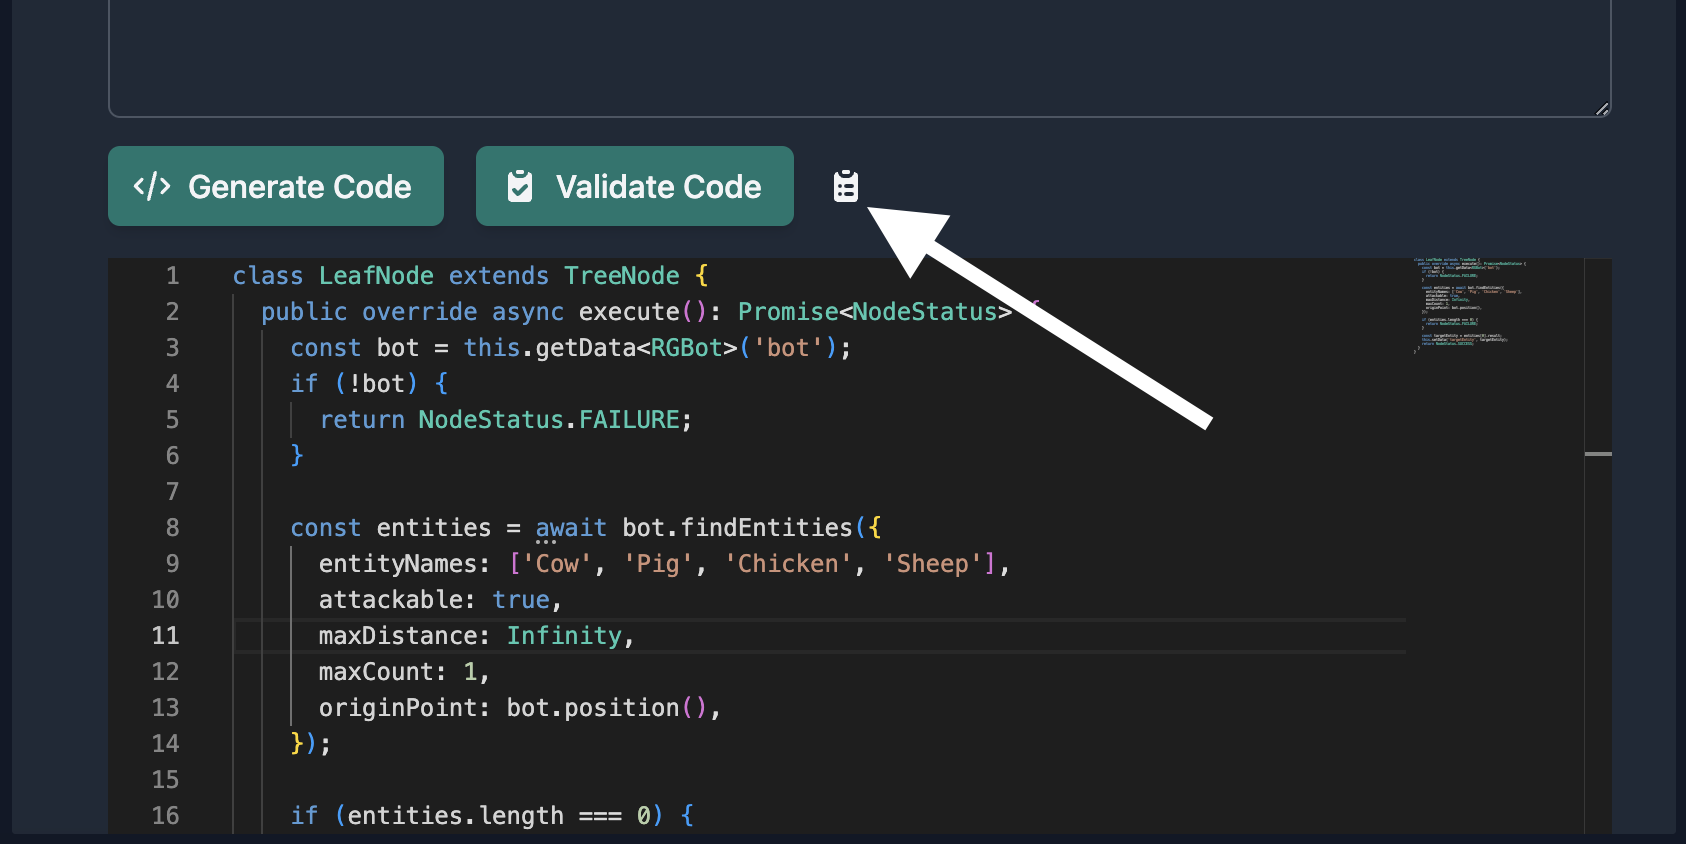 Generate Code
Validate Code
1 class LeafNode extends TreeNode {
2 public override async execute(): Promise<NodeStatus> {
3 const bot = this.getData<RGBot>('bot');
4 if (!bot) {
5 return NodeStatus.FAILURE;
6 }
7
8 const entities = await bot.findEntities({
9 entityNames: ['Cow', 'Pig', 'Chicken', 'Sheep'],
10 attackable: true,
11 maxDistance: Infinity,
12 maxCount: 1,
13 originPoint: bot.position(),
14 });
15
16 if (entities.length === 0) {